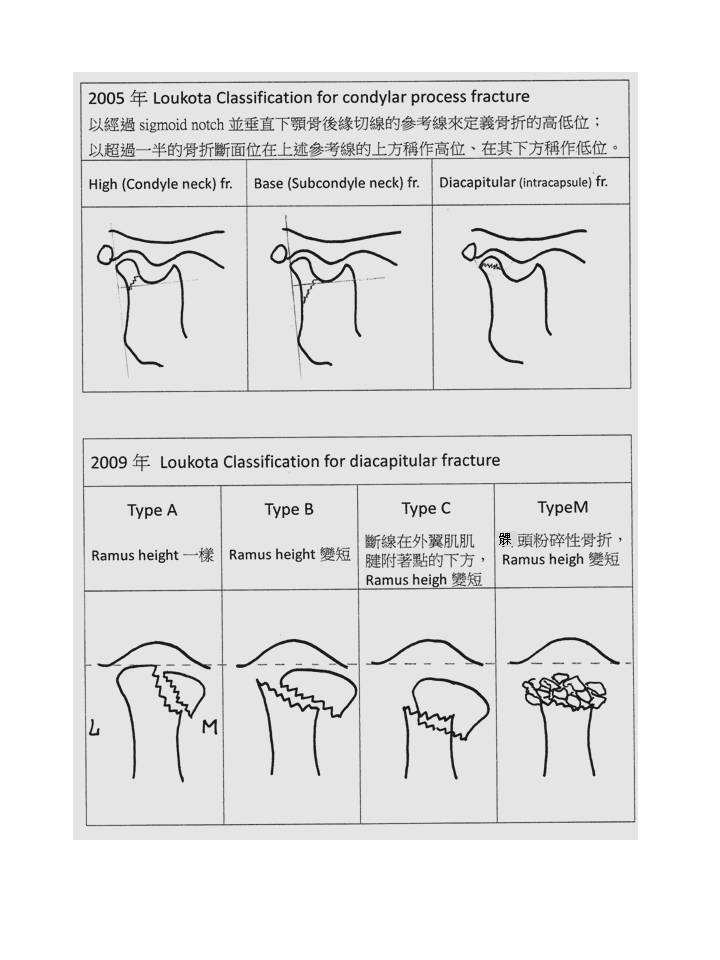 2005 年 Loukota Classification for condylar process fracture
以經過 sigmoid notch 並垂直下顎骨後緣切線的參考線來定義骨折的高低位；
以超過一半的骨折斷面位在上述參考線的上方稱作高位、在其下方稱作低位。
High (Condyle neck) fr.
Base (Subcondyle neck) fr.
Diacapitular (intracapsule) fr.
2009 年 Loukota Classification for diacapitular fracture
Type A
Ramus height 一樣
Type B
Ramus height 變短
Type C
斷線在外翼肌肌
腱附著點的下方，
Ramus heigh 變短
TypeM
髁 頭粉碎性骨折，
Ramus heigh 變短
L
M